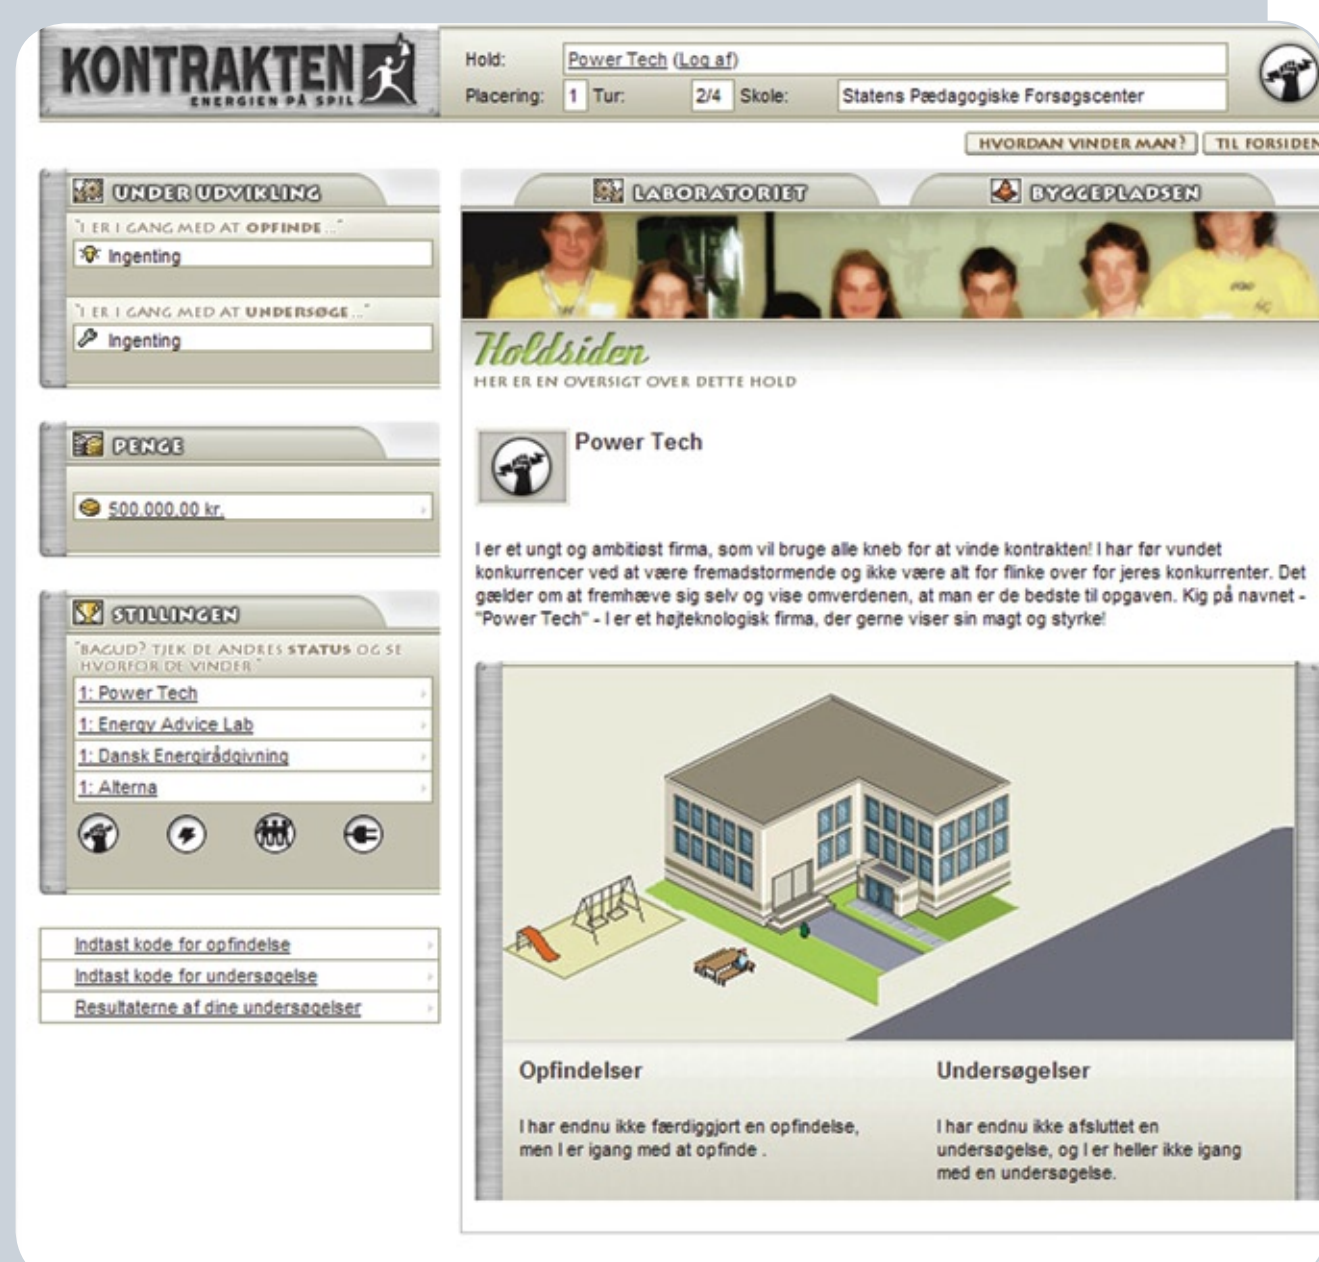 KONTRAKTEN
ENERGIEN PÅ SPIL
Hold: Power Tech (Log af)
Placering: 1 Tur: 2/4 Skole: Statens Pædagogiske Forsøgscenter
HVORDAN VINDER MAN? TIL FORSIDEN
UNDER UDVIKLING
"I ER I GANG MED AT OPFINDE..."
Ingenting
"I ER I GANG MED AT UNDERSØGE..."
Ingenting
PENGE
500.000,00 kr.
STILLINGEN
"BAGUD? TJEK DE ANDRES STATUS OG SE
HVORFOR DE VINDER"
1: Power Tech
1: Energy Advice Lab
1: Dansk Energirådgivning
1: Alterna
Indtast kode for opfindelse
Indtast kode for undersøgelse
Resultaterne af dine undersøgelser
LABORATORIET BYGGEPLADSEN
Holdsiden
HER ER EN OVERSIGT OVER DETTE HOLD
Power Tech
I er et ungt og ambitiøst firma, som vil bruge alle kneb for at vinde kontrakten! I har før vundet
konkurrencer ved at være fremadstormende og ikke være alt for flinke over for jeres konkurrenter. Det
gælder om at fremhæve sig selv og vise omverdenen, at man er de bedste til opgaven. Kig på navnet -
"Power Tech" - I er et højteknologisk firma, der gerne viser sin magt og styrke!
Opfindelser
I har endnu ikke færdiggjort en opfindelse,
men I er igang med at opfinde .
Undersøgelser
I har endnu ikke afsluttet en
undersøgelse, og I er heller ikke igang
med en undersøgelse.